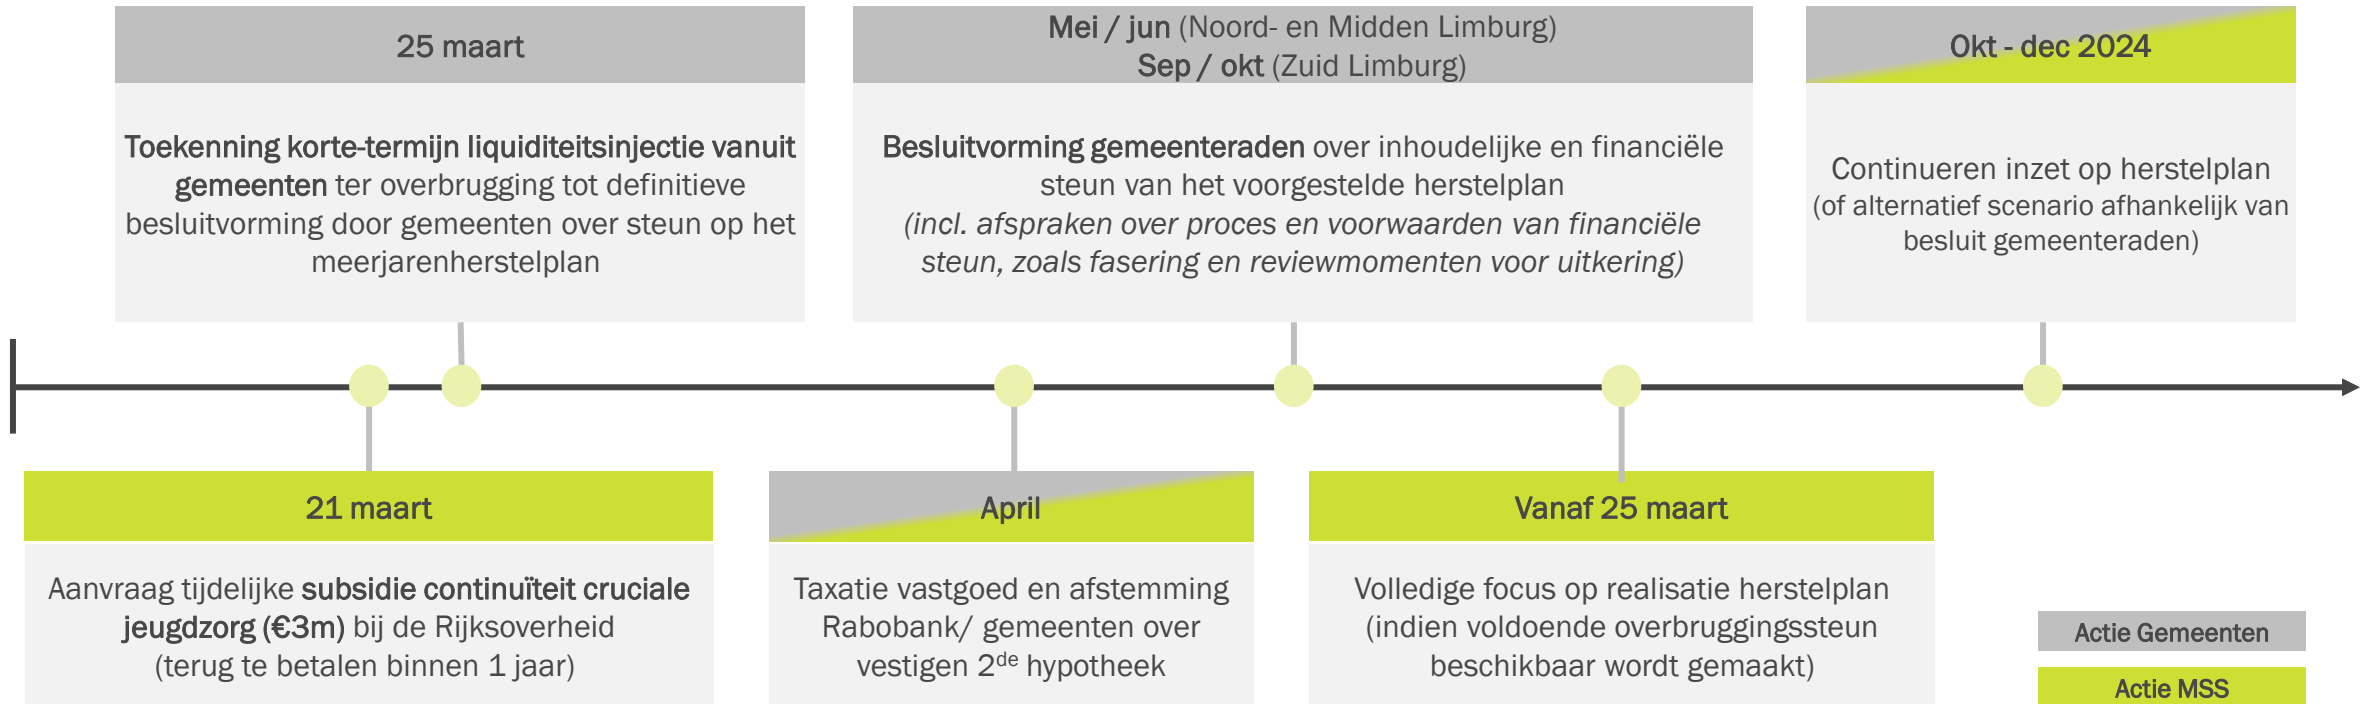 25 maart
Toekenning korte-termijn liquiditeitsinjectie vanuit
gemeenten ter overbrugging tot definitieve
besluitvorming door gemeenten over steun op het
meerjarenherstelplan
Mei / jun (Noord- en Midden Limburg)
Sep / okt (Zuid Limburg)
Besluitvorming gemeenteraden over inhoudelijke en financiële
steun van het voorgestelde herstelplan
(incl. afspraken over proces en voorwaarden van financiële
steun, zoals fasering en reviewmomenten voor uitkering)
Okt - dec 2024
Continueren inzet op herstelplan
(of alternatief scenario afhankelijk van
besluit gemeenteraden)
21 maart
Aanvraag tijdelijke subsidie continuïteit cruciale
jeugdzorg (€3m) bij de Rijksoverheid
(terug te betalen binnen 1 jaar)
April
Taxatie vastgoed en afstemming
Rabobank/ gemeenten over
vestigen 2de hypotheek
Vanaf 25 maart
Volledige focus op realisatie herstelplan
(indien voldoende overbruggingssteun
beschikbaar wordt gemaakt)
Actie Gemeenten
Actie MSS